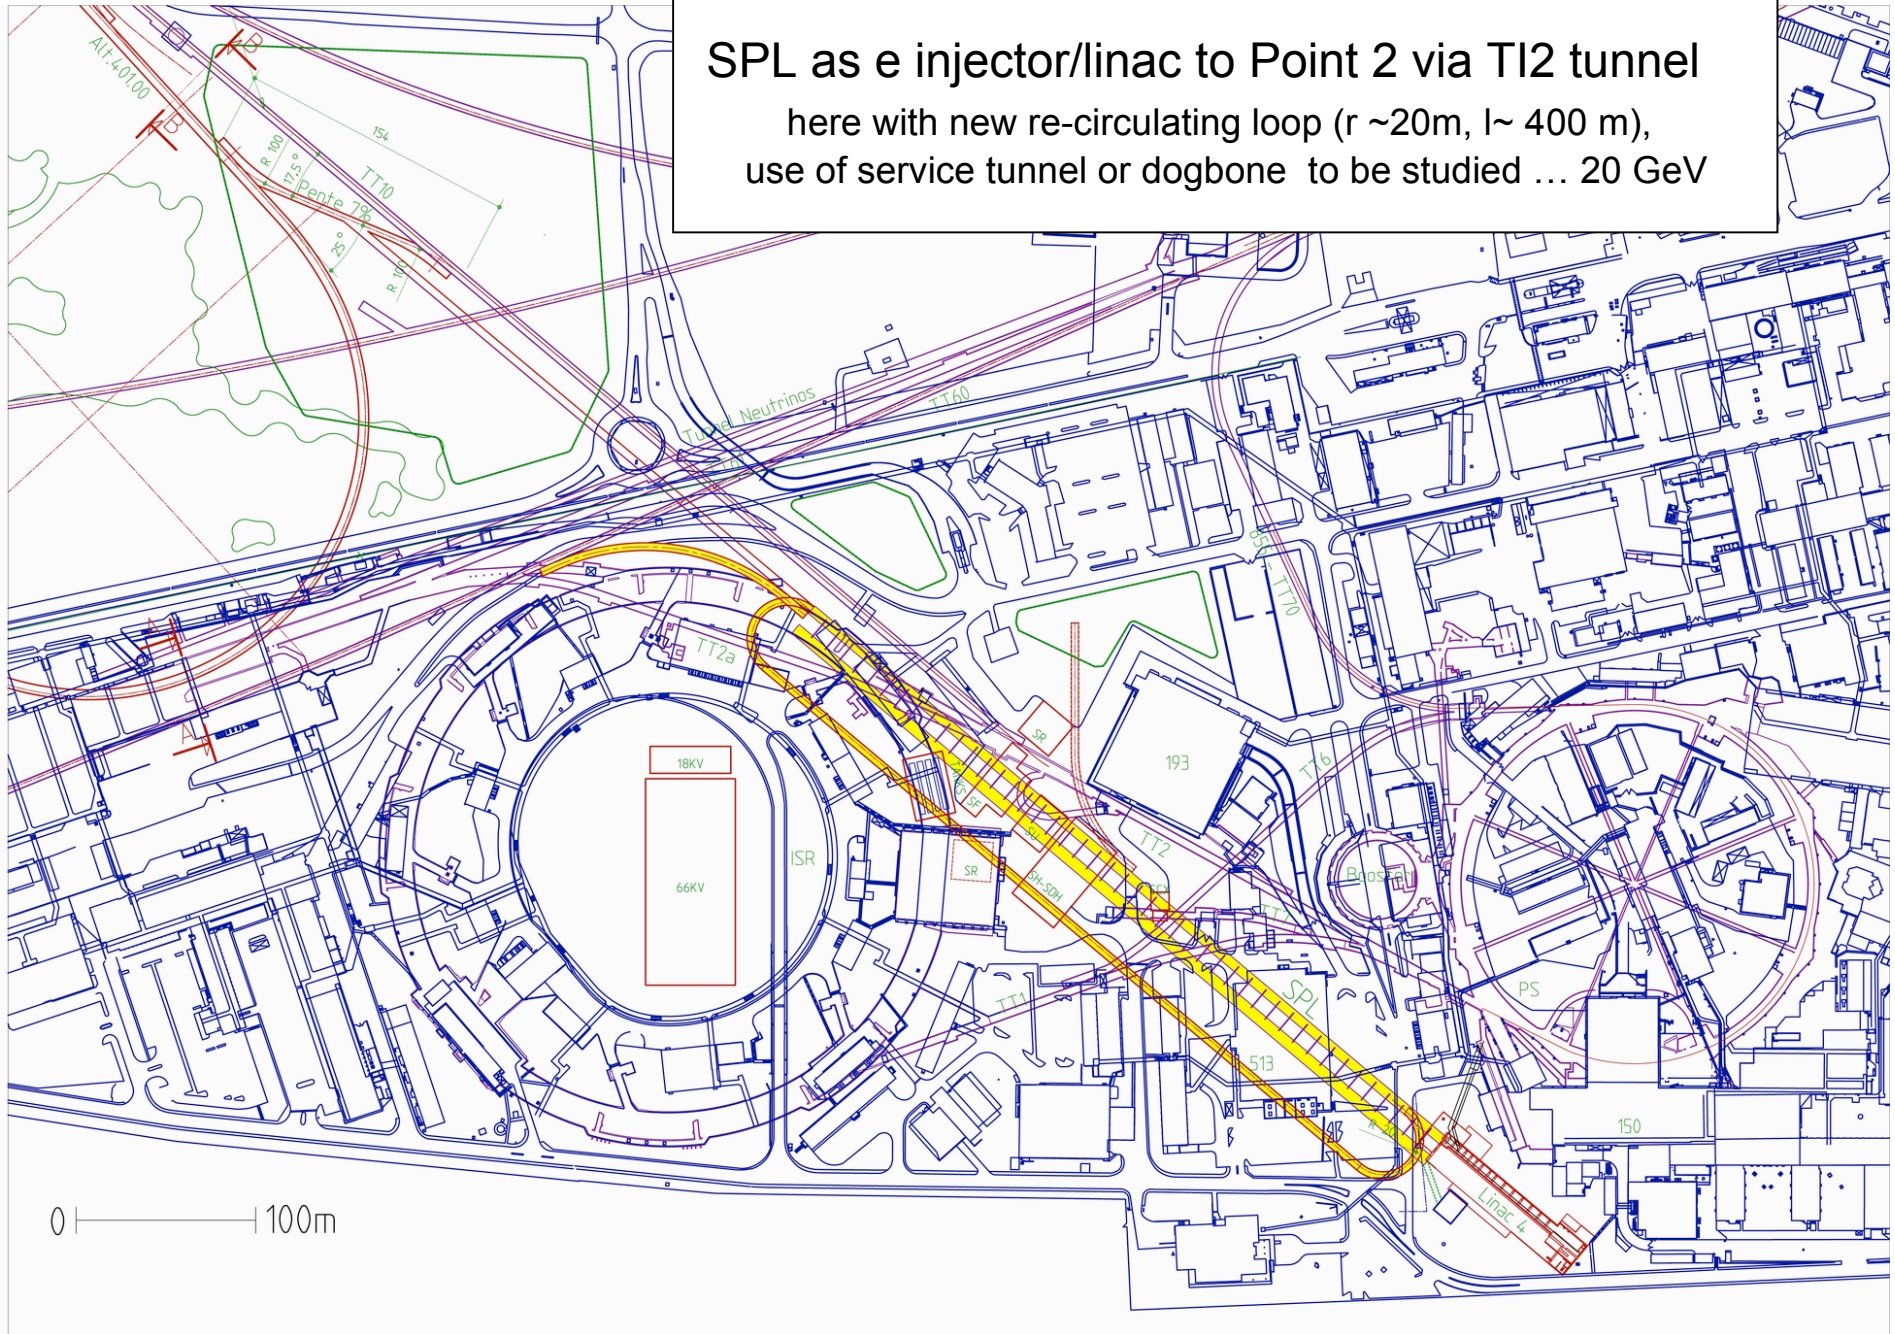 SPL as e injector/linac to Point 2 via TI2 tunnel
here with new re-circulating loop (r ~20m, l~ 400 m),
use of service tunnel or dogbone to be studied … 20 GeV
Alt.401.00
B
B
154
R 100
17.5°
TT10
Pente 7%
25°
R 100
Tunnel Neutrinos
TT60
TT70
A
A
TT2a
SR
193
TT6
18KV
66KV
ISR
SR
SH-SDH
TT2
Booster
TT1
PS
SPL
513
150
Linac 4
0
100m